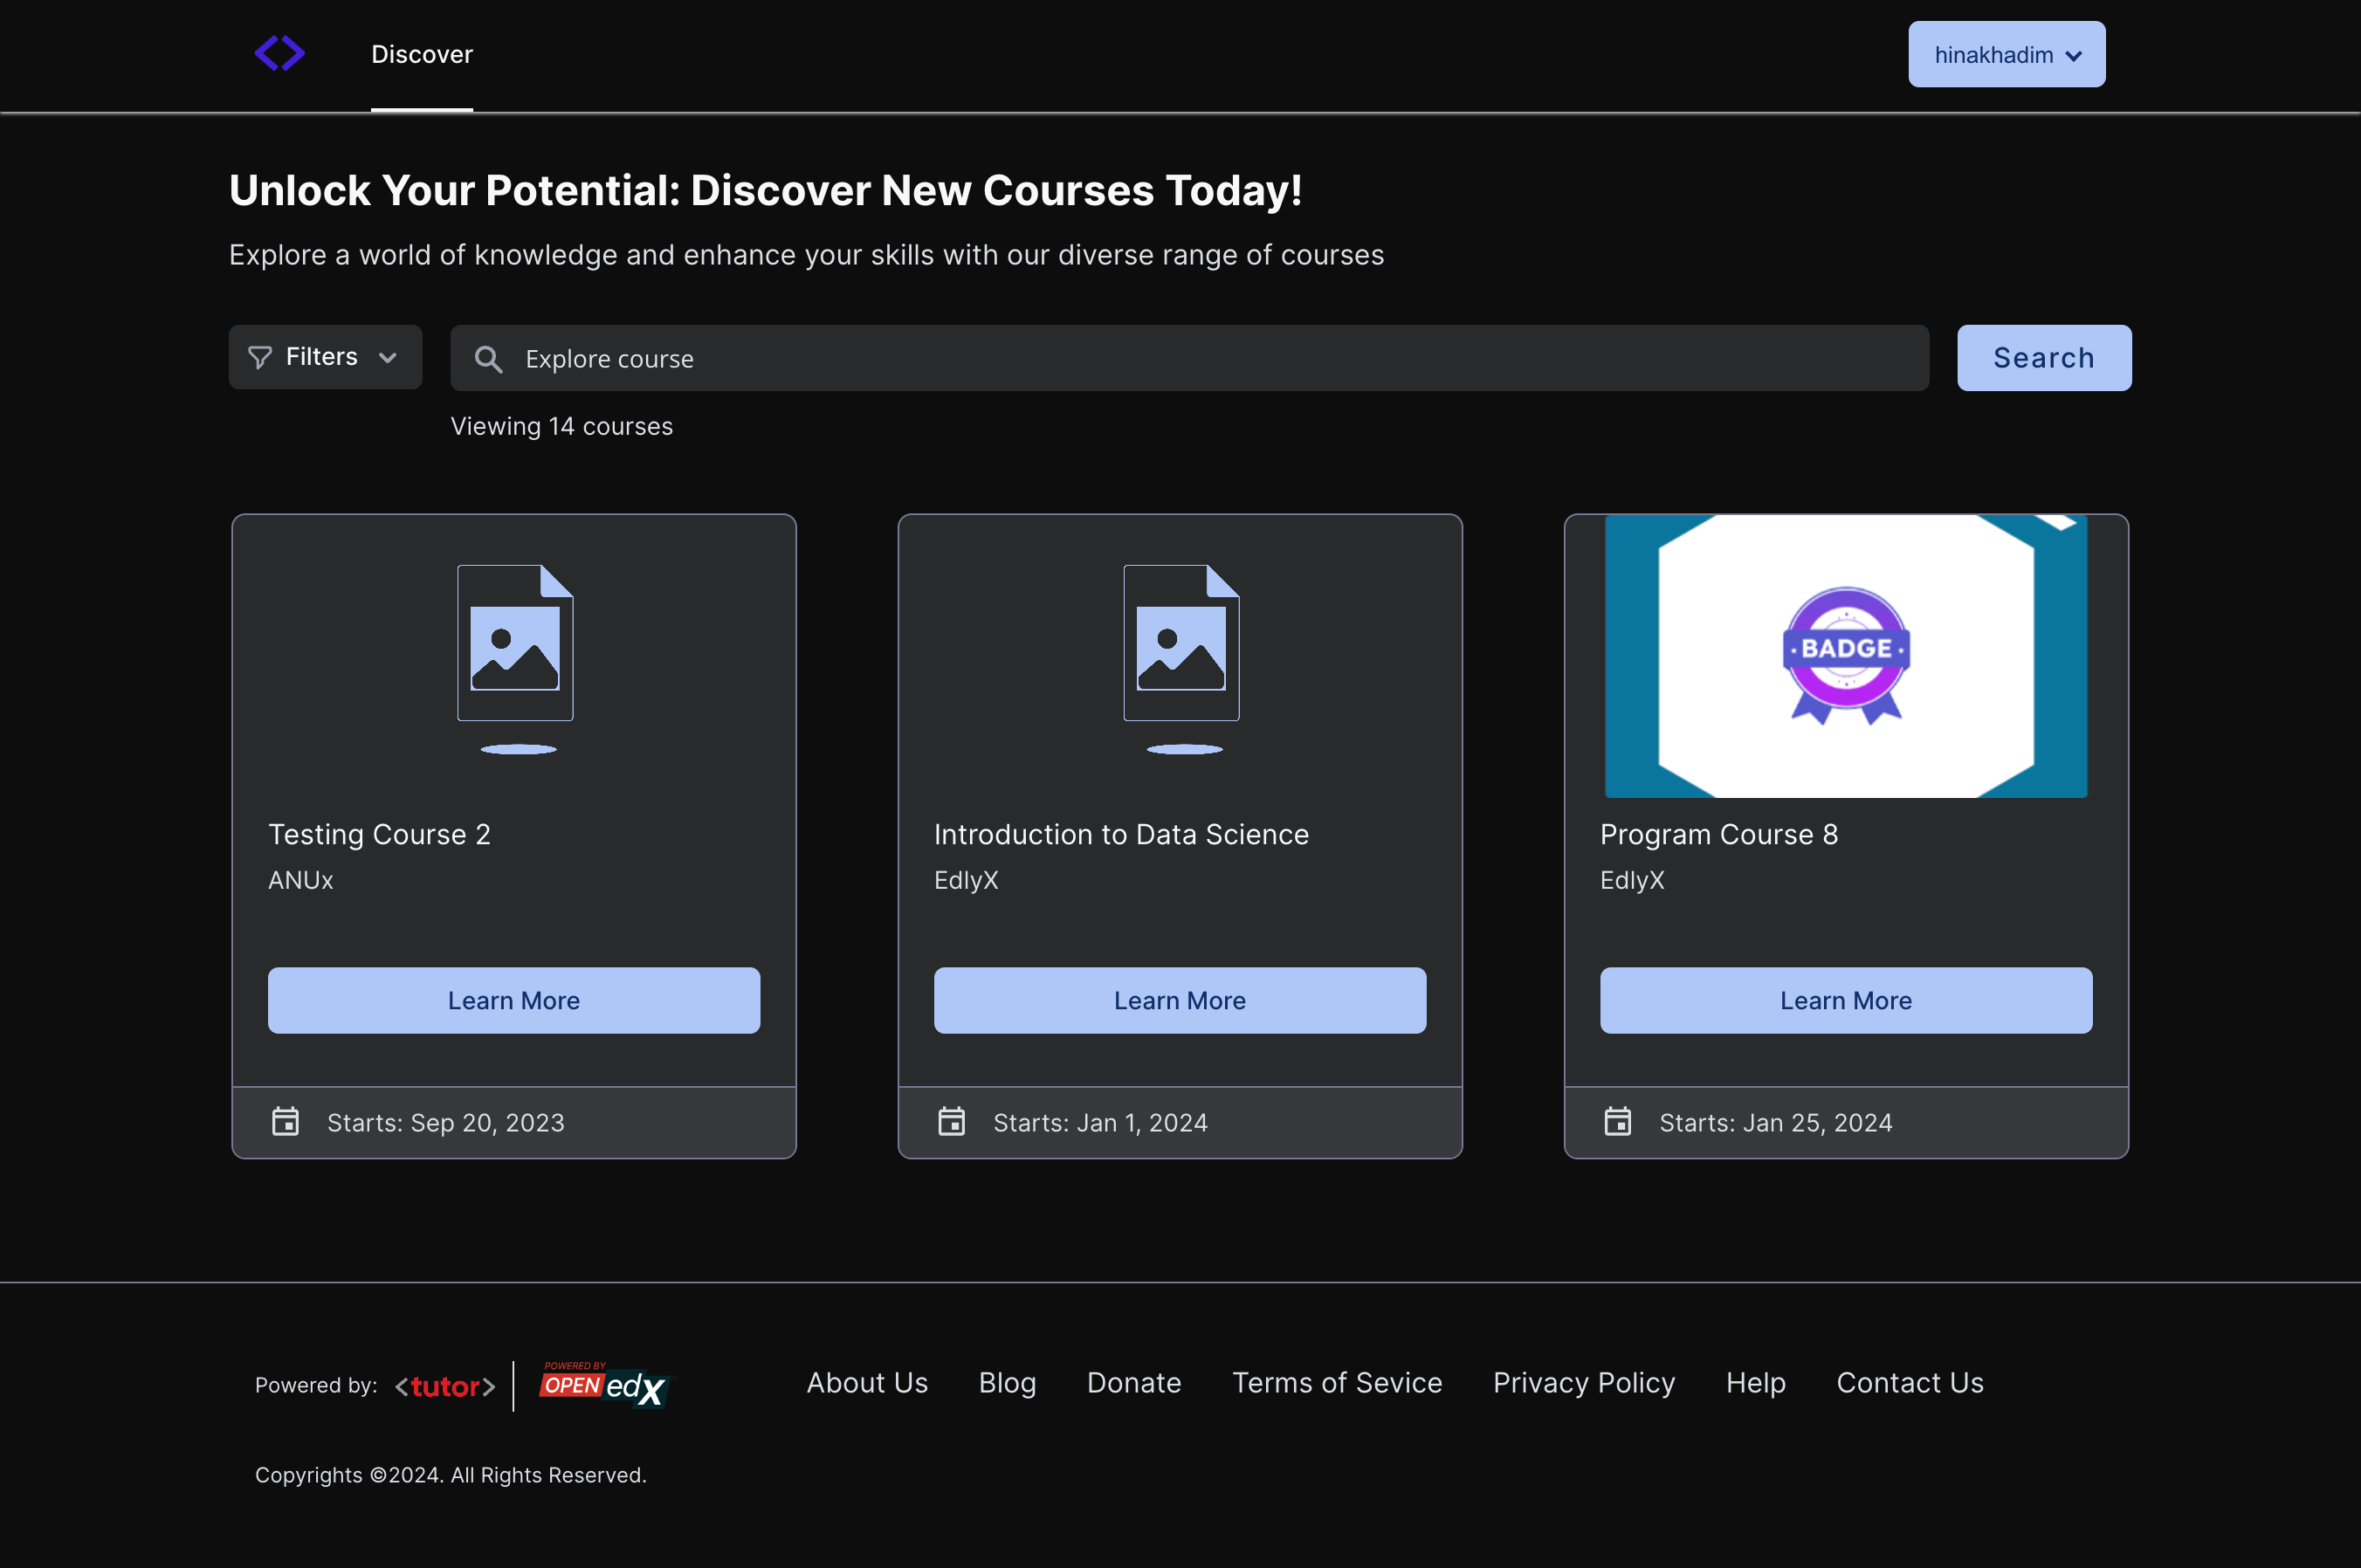 Discover
hinakhadim
Unlock Your Potential: Discover New Courses Today!
Explore a world of knowledge and enhance your skills with our diverse range of courses
Filters
Explore course
Search
Viewing 14 courses
BADGE
Testing Course 2
ANUx
Learn More
Starts: Sep 20, 2023
Introduction to Data Science
EdlyX
Learn More
Starts: Jan 1, 2024
Program Course 8
EdlyX
Learn More
Starts: Jan 25, 2024
Powered by: <tutor>
POWERED BY
OPEN edX
About Us Blog Donate Terms of Sevice Privacy Policy Help Contact Us
Copyrights ©2024. All Rights Reserved.